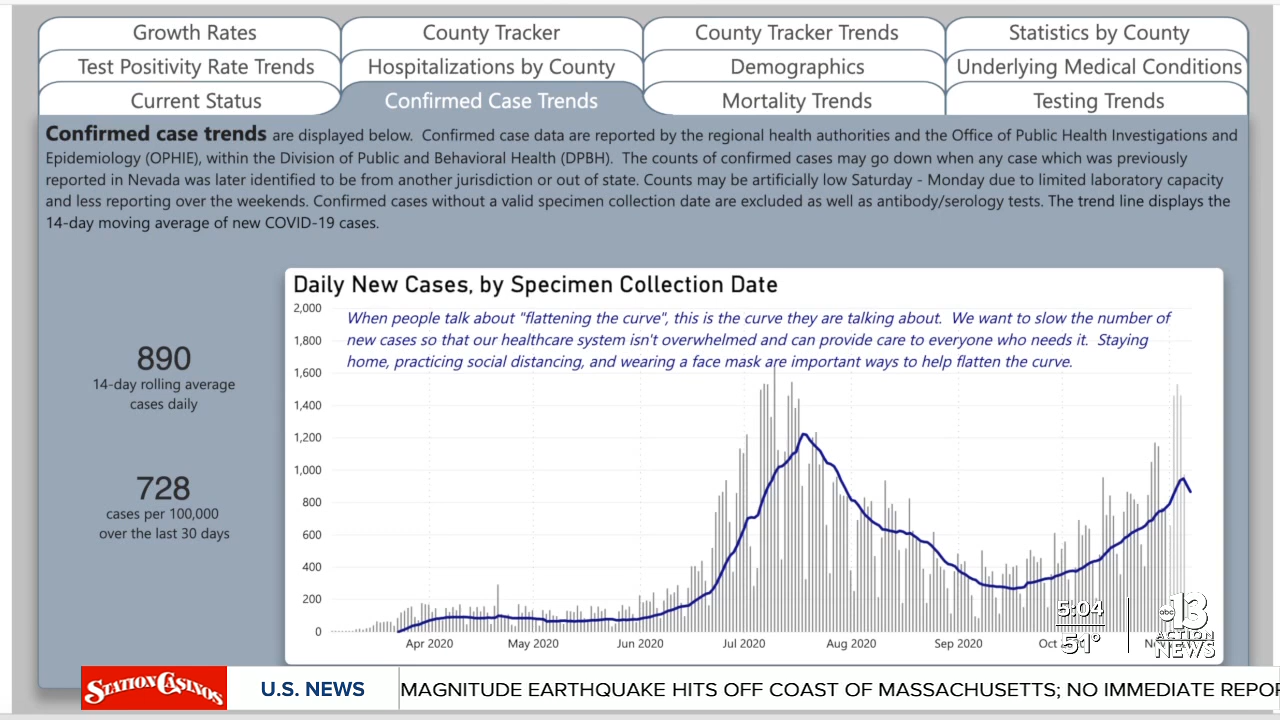 Growth Rates
County Tracker
County Tracker Trends
Statistics by County
Test Positivity Rate Trends
Hospitalizations by County
Demographics
Underlying Medical Conditions
Current Status
Confirmed Case Trends
Mortality Trends
Testing Trends
Confirmed case trends are displayed below. Confirmed case data are reported by the regional health authorities and the Office of Public Health Investigations and
Epidemiology (OPHIE), within the Division of Public and Behavioral Health (DPBH). The counts of confirmed cases may go down when any case which was previously
reported in Nevada was later identified to be from another jurisdiction or out of state. Counts may be artificially low Saturday - Monday due to limited laboratory capacity
and less reporting over the weekends. Confirmed cases without a valid specimen collection date are excluded as well as antibody/serology tests. The trend line displays the
14-day moving average of new COVID-19 cases.
890
14-day rolling average
cases daily
728
cases per 100,000
over the last 30 days
Daily New Cases, by Specimen Collection Date
When people talk about "flattening the curve", this is the curve they are talking about. We want to slow the number of
new cases so that our healthcare system isn't overwhelmed and can provide care to everyone who needs it. Staying
home, practicing social distancing, and wearing a face mask are important ways to help flatten the curve.
2,000
1,800
1,600
1,400
1,200
1,000
800
600
400
200
0
Apr 2020
May 2020
Jun 2020
Jul 2020
Aug 2020
Sep 2020
Oct
5:04
51°
abc 13
ACTION
NEWS
STATION CASINOS
U.S. NEWS
MAGNITUDE EARTHQUAKE HITS OFF COAST OF MASSACHUSETTS; NO IMMEDIATE REPOR